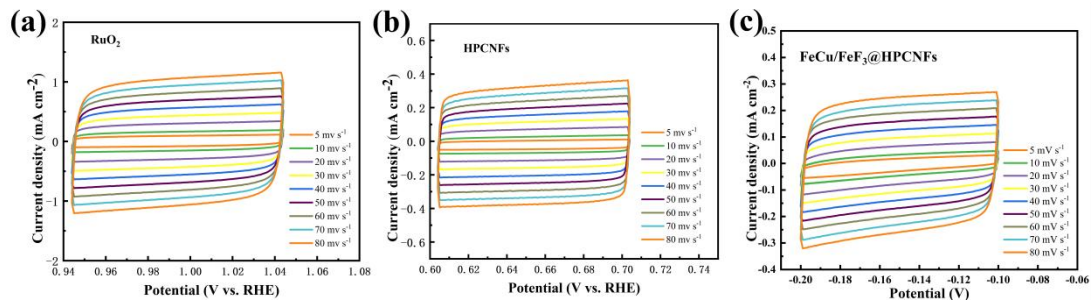 (a)
RuO2
Current density (mA cm−2)
2
1
0
−1
−2
0.94 0.96 0.98 1.00 1.02 1.04 1.06 1.08
Potential (V vs. RHE)
5 mv s-1
10 mv s-1
20 mv s-1
30 mv s-1
40 mv s-1
50 mv s-1
60 mv s-1
70 mv s-1
80 mv s-1
(b)
HPCNFs
Current density (mA cm−2)
0.6
0.4
0.2
0.0
−0.2
−0.4
−0.6
0.60 0.62 0.64 0.66 0.68 0.70 0.72 0.74
Potential (V vs. RHE)
5 mv s-1
10 mv s-1
20 mv s-1
30 mv s-1
40 mv s-1
50 mv s-1
60 mv s-1
70 mv s-1
80 mv s-1
(c)
FeCu/FeF3@HPCNFs
Current density (mA cm-2)
0.5
0.4
0.3
0.2
0.1
0.0
-0.1
-0.2
-0.3
-0.4
-0.20 -0.18 -0.16 -0.14 -0.12 -0.10 -0.08 -0.06
Potential (V)
5 mV s-1
10 mV s-1
20 mV s-1
30 mV s-1
40 mV s-1
50 mV s-1
60 mV s-1
70 mV s-1
80 mV s-1